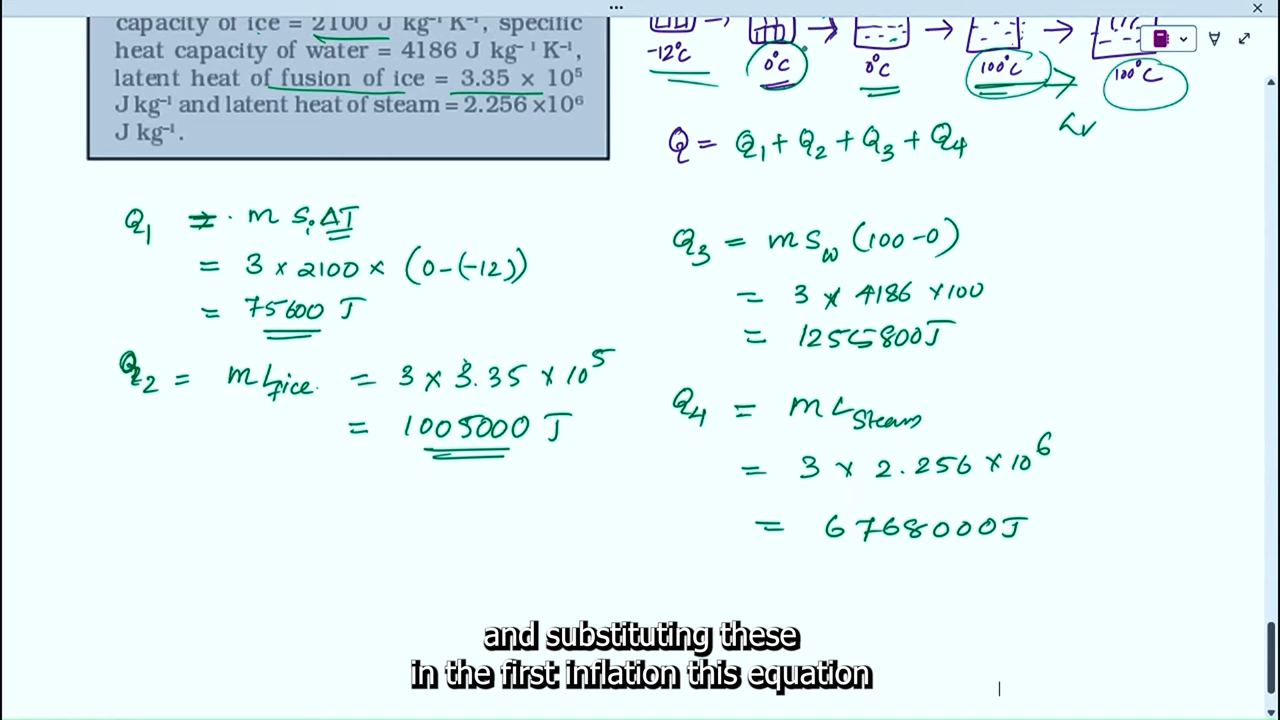 capacity of ice = 2100 J kg⁻¹ K⁻¹, specific
heat capacity of water = 4186 J kg⁻¹ K⁻¹,
latent heat of fusion of ice = 3.35 × 10⁵
J kg⁻¹ and latent heat of steam = 2.256 ×10⁶
J kg⁻¹.
-12°C 0°C 0°C 100°C 100°C
Lv
Q = Q₁ + Q₂ + Q₃ + Q₄
Q₁ ⇒ m Sᵢ ΔT
= 3 × 2100 × (0-(-12))
= 75600 J
Q₂ = m Lf ice. = 3 × 3.35 × 10⁵
= 1005000 J
Q₃ = m Sw (100-0)
= 3 × 4186 × 100
= 1255800 J
Q₄ = m L Steam
= 3 × 2.256 × 10⁶
= 6768000 J
and substituting these
in the first inflation this equation